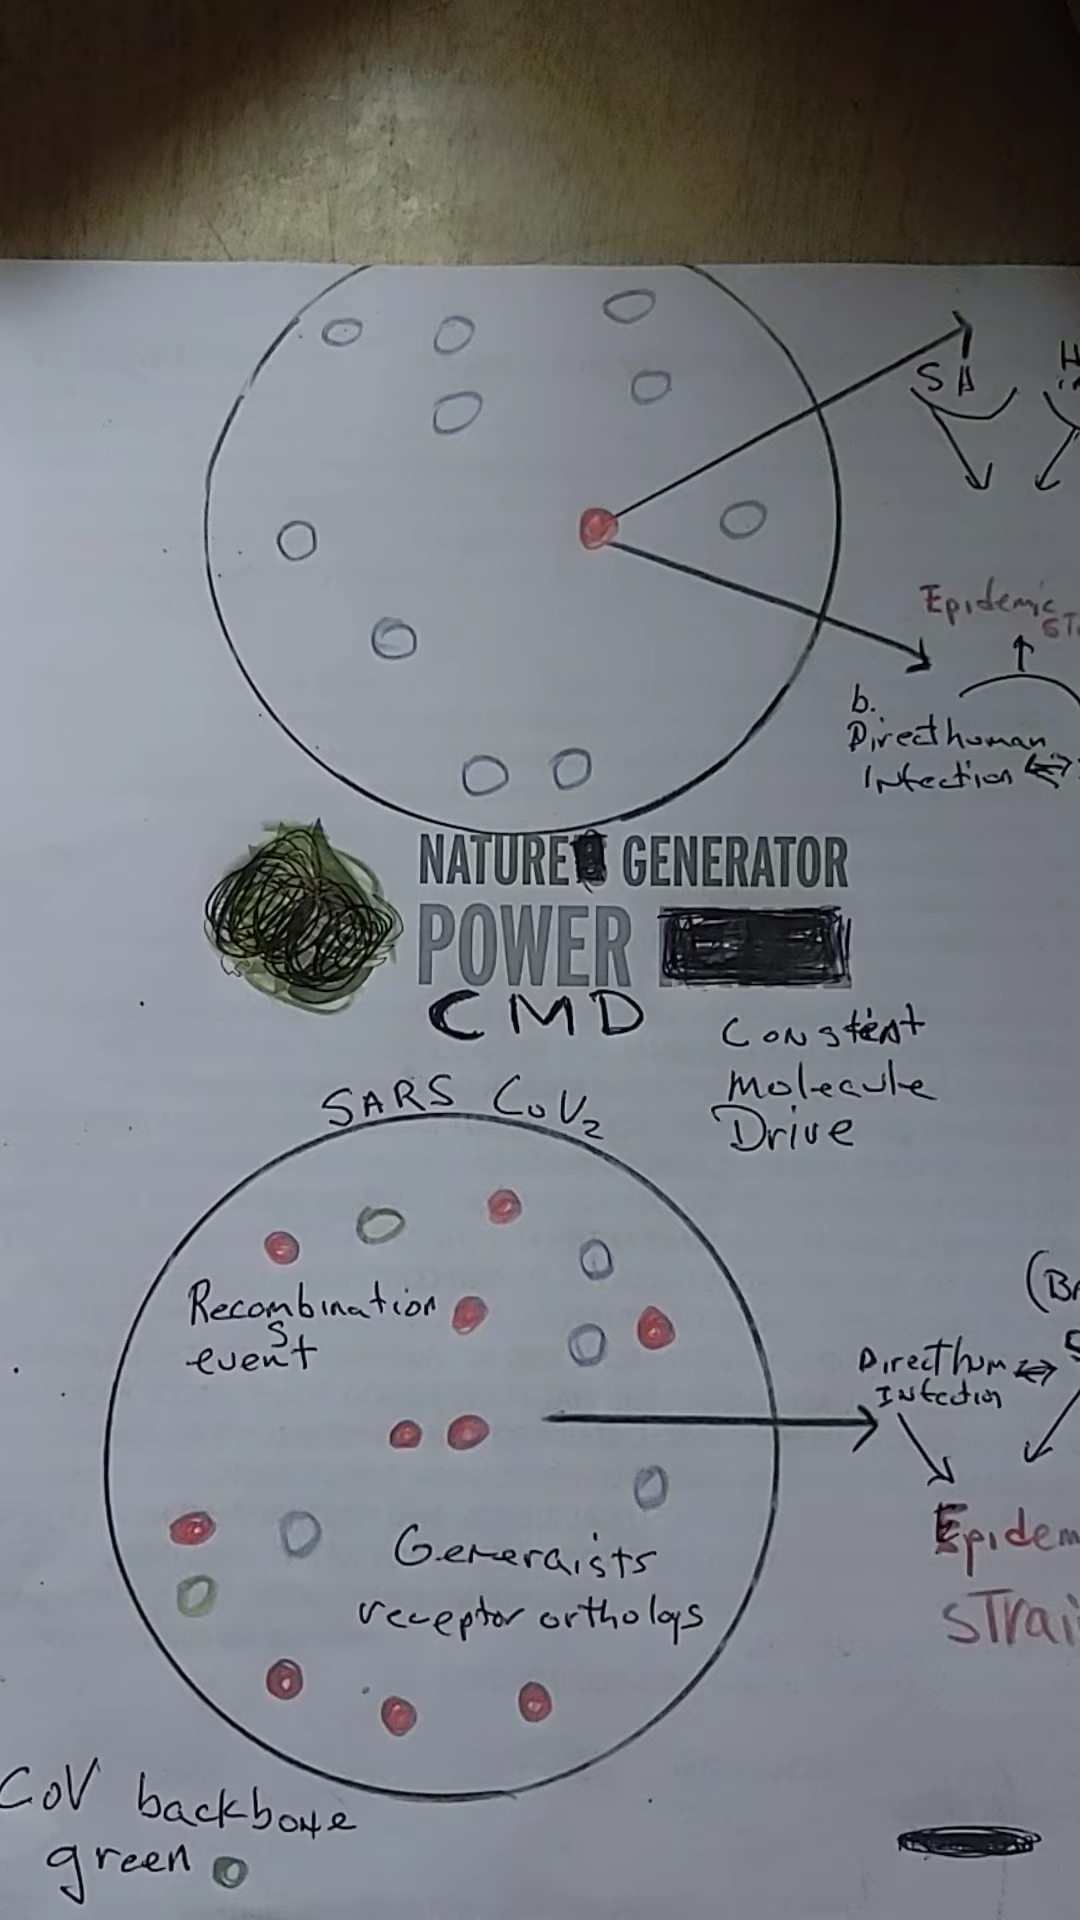 SA
H
Epidemic
b.
Direct human
Infection
NATURE GENERATOR
POWER
CMD
Constent
Molecule
Drive
SARS CoV2
Recombination
event s
Direct hum
Infection
Epidem
STrai
Generaists
receptor orthologs
CoV backbone
green